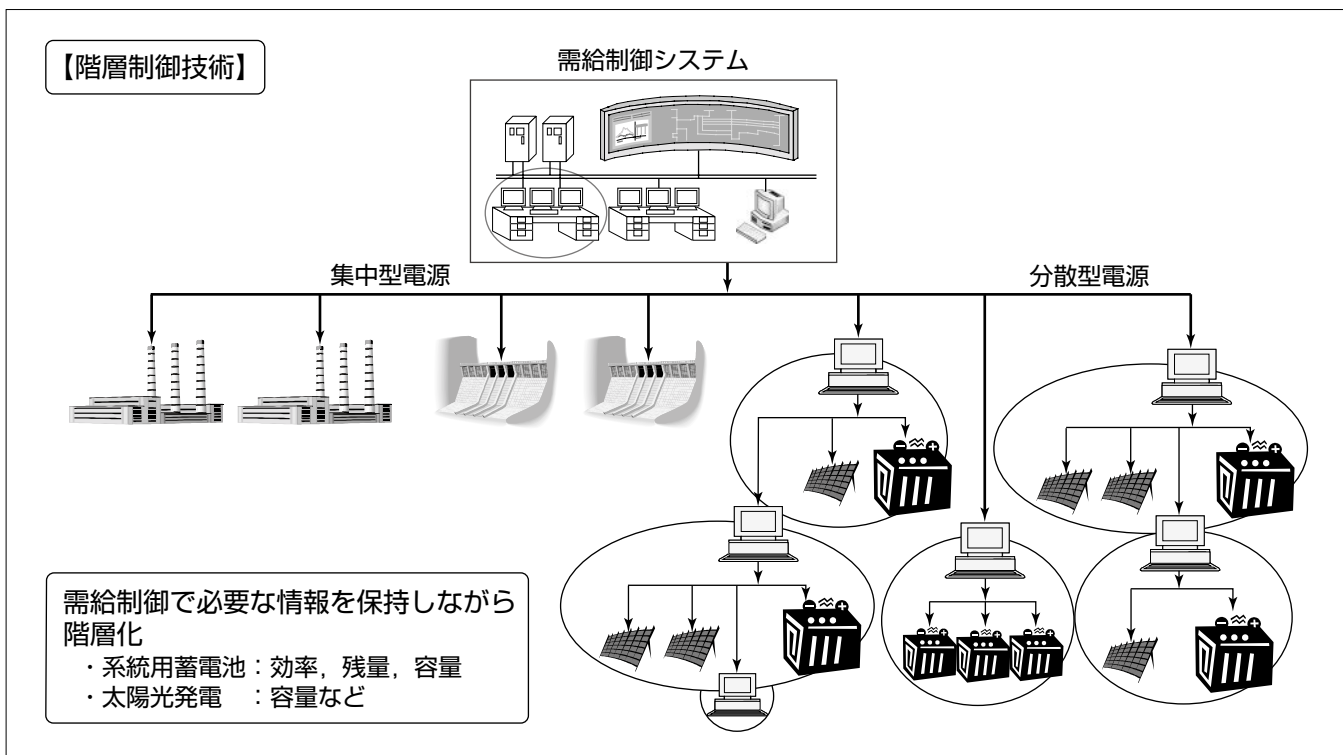 【階層制御技術】
需給制御システム
集中型電源
分散型電源
需給制御で必要な情報を保持しながら
階層化
・系統用蓄電池：効率，残量，容量
・太陽光発電　：容量など